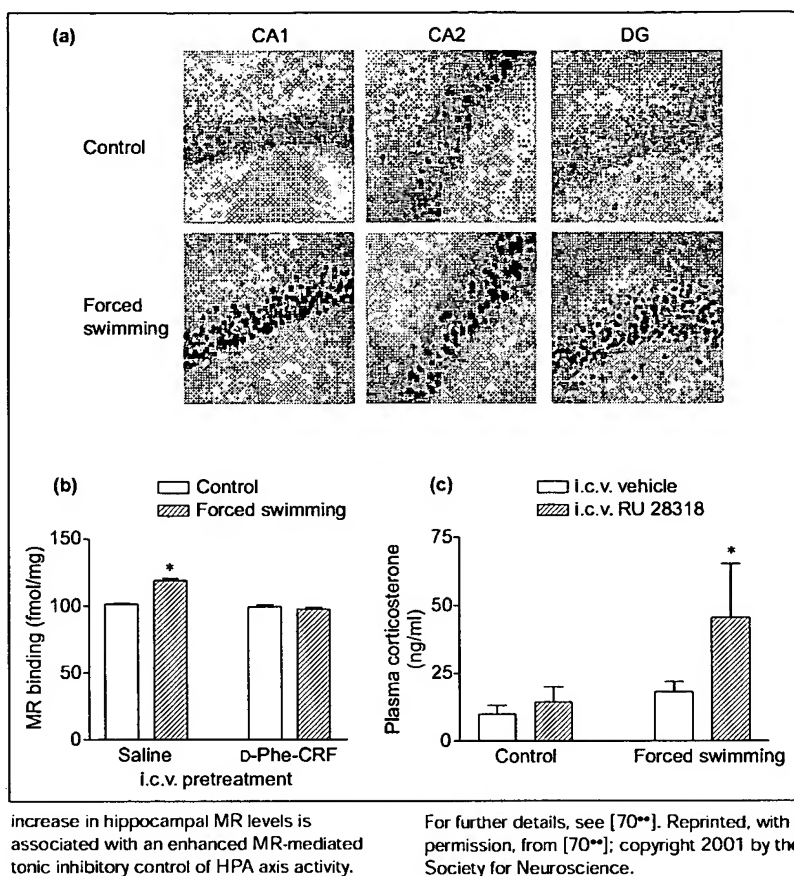 (a) CA1 CA2 DG
Control
Forced swimming
(b) (c)
Control
Forced swimming
i.c.v. vehicle
i.c.v. RU 28318
MR binding (fmol/mg)
150
100
50
0
*
Saline D-Phe-CRF
i.c.v. pretreatment
Plasma corticosterone (ng/ml)
75
50
25
0
*
Control Forced swimming
increase in hippocampal MR levels is
associated with an enhanced MR-mediated
tonic inhibitory control of HPA axis activity.
For further details, see [70••]. Reprinted, with
permission, from [70••]; copyright 2001 by the
Society for Neuroscience.